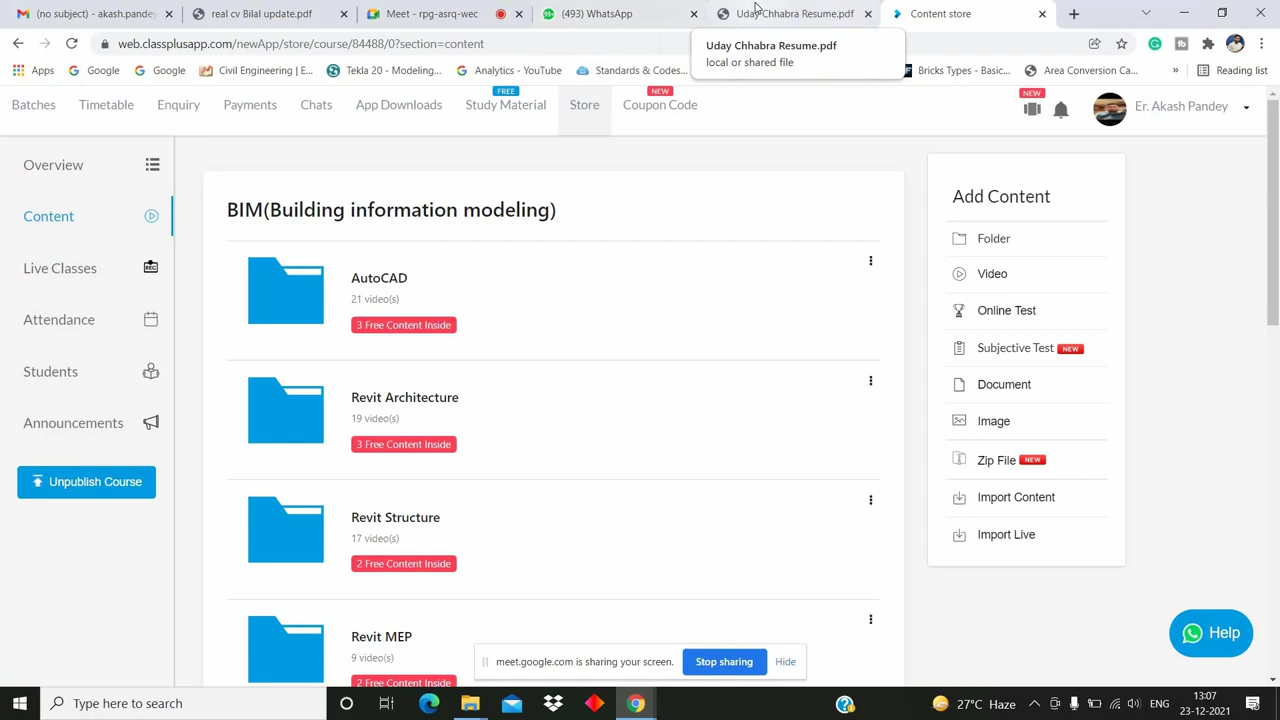 (no subject) - akash.pandey
real cv Bilal update.pdf
Meet - rpg-asrq-wec
(493) WhatsApp
Uday Chhabra Resume.pdf
Content store
web.classplusapp.com/newApp/store/course/84488/0?section=content
Uday Chhabra Resume.pdf
local or shared file
Apps
Google
Google
Civil Engineering | E...
Tekla 20 - Modeling...
Analytics - YouTube
Standards & Codes...
Bricks Types - Basic...
Area Conversion Ca...
»
Reading list
Batches
Timetable
Enquiry
Payments
Chats
App Downloads
FREE
Study Material
Store
NEW
Coupon Code
NEW
Er. Akash Pandey
Overview
Content
Live Classes
REC
Attendance
Students
Announcements
Unpublish Course
BIM(Building information modeling)
AutoCAD
21 video(s)
3 Free Content Inside
Revit Architecture
19 video(s)
3 Free Content Inside
Revit Structure
17 video(s)
2 Free Content Inside
Revit MEP
9 video(s)
2 Free Content Inside
Add Content
Folder
Video
Online Test
Subjective Test NEW
Document
Image
Zip File NEW
Import Content
Import Live
Help
meet.google.com is sharing your screen.
Stop sharing
Hide
Type here to search
27°C Haze
ENG
13:07
23-12-2021